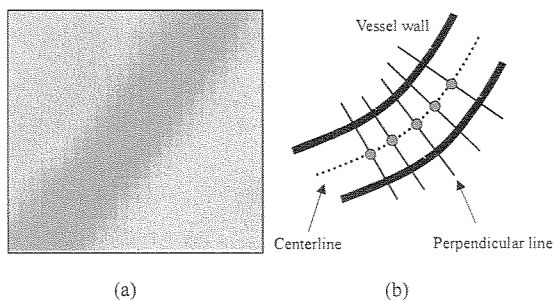 Vessel wall
Centerline
Perpendicular line
(a)
(b)